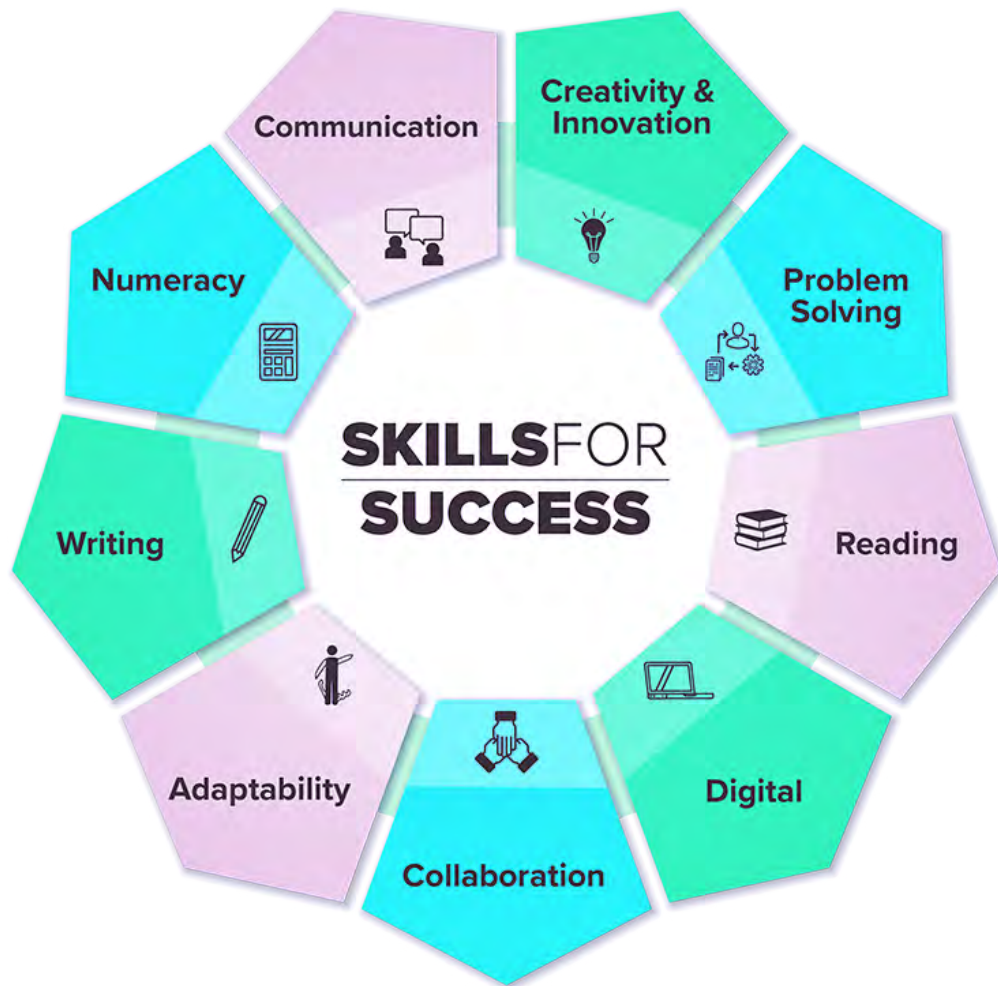 Communication
Creativity &
Innovation
Numeracy
Problem
Solving
SKILLSFOR
SUCCESS
Writing
Reading
Adaptability
Digital
Collaboration